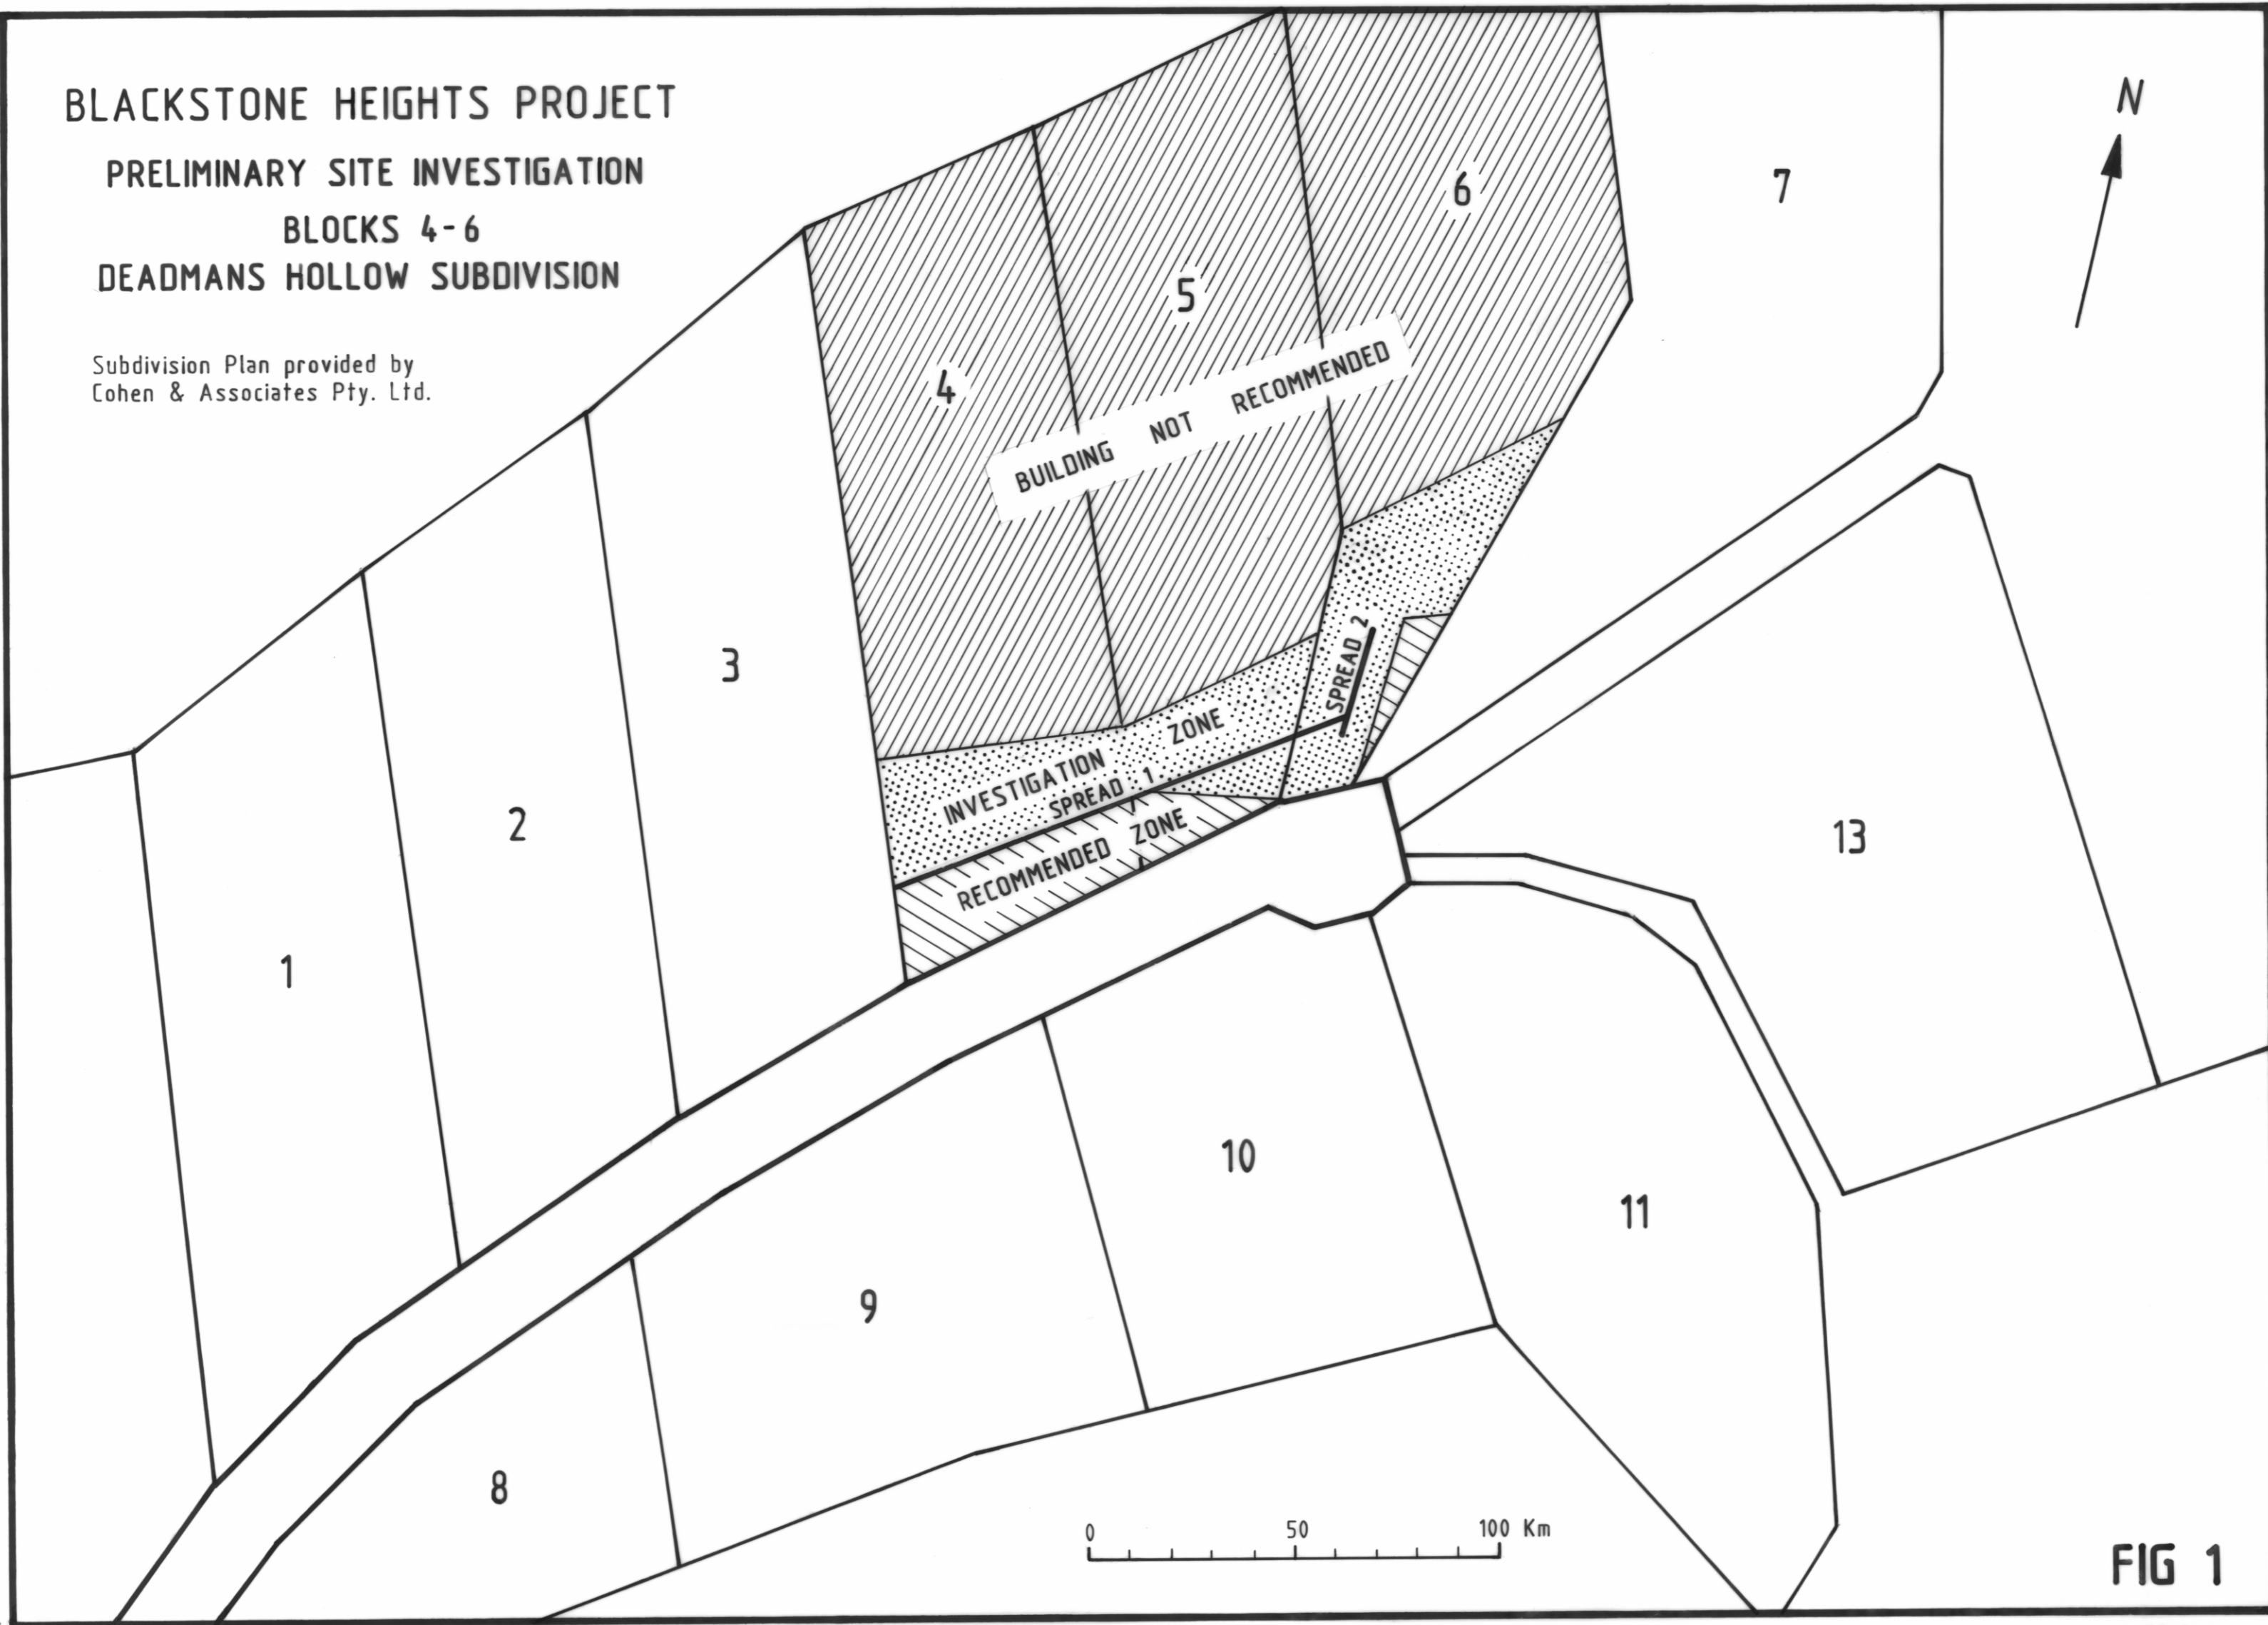 BLACKSTONE HEIGHTS PROJECT
PRELIMINARY SITE INVESTIGATION
BLOCKS 4-6
DEADMANS HOLLOW SUBDIVISION
Subdivision Plan provided by
Cohen & Associates Pty. Ltd.
N
7
6
5
4
BUILDING NOT RECOMMENDED
3
SPREAD 2
INVESTIGATION ZONE
SPREAD 1
RECOMMENDED ZONE
2
13
1
10
11
9
8
0 50 100 Km
FIG 1